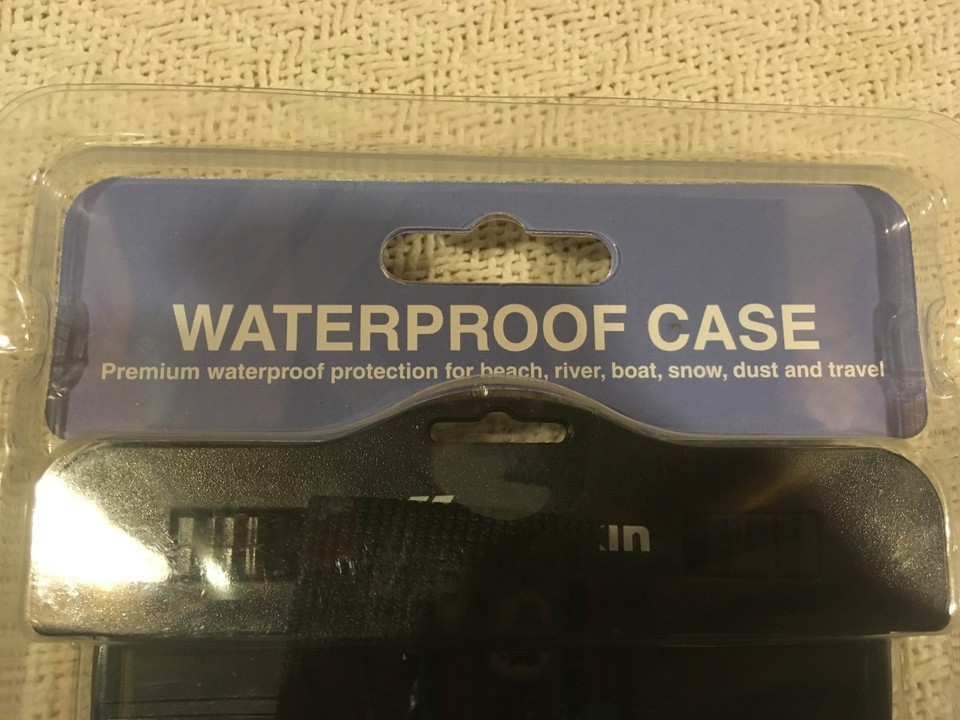 WATERPROOF CASE
Premium waterproof protection for beach, river, boat, snow, dust and travel